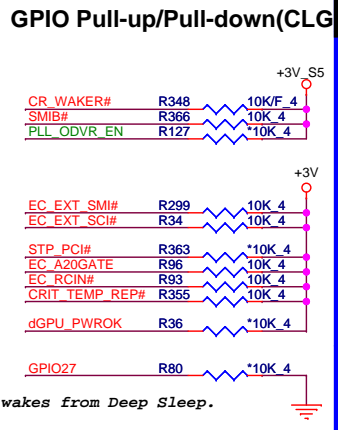 GPIO Pull-up/Pull-down(CLG
+3V_S5
CR_WAKER# R348 10K/F_4
SMIB# R366 10K_4
PLL_ODVR_EN R127 *10K_4
+3V
EC_EXT_SMI# R299 10K_4
EC_EXT_SCI# R34 10K_4
STP_PCI# R363 *10K_4
EC_A20GATE R96 10K_4
EC_RCIN# R93 10K_4
CRIT_TEMP_REP# R355 10K_4
dGPU_PWROK R36 *10K_4
GPIO27 R80 *10K_4
wakes from Deep Sleep.